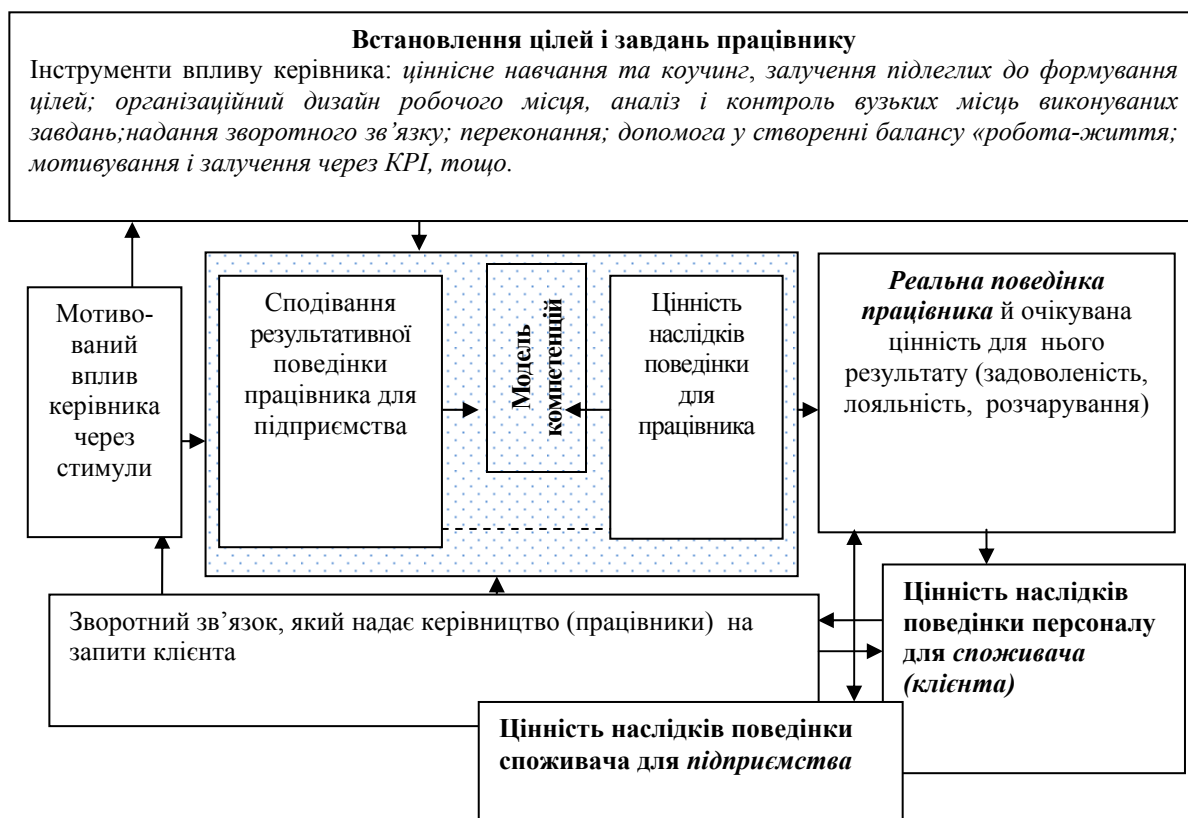 Встановлення цілей і завдань працівнику
Інструменти впливу керівника: ціннісне навчання та коучинг, залучення підлеглих до формування
цілей; організаційний дизайн робочого місця, аналіз і контроль вузьких місць виконуваних
завдань;надання зворотного зв’язку; переконання; допомога у створенні балансу «робота-життя;
мотивування і залучення через КРІ, тощо.
Мотиво-
ваний
вплив
керівника
через
стимули
Сподівання
результативної
поведінки
працівника для
підприємства
Модель
компетенцій
Цінність
наслідків
поведінки
для
працівника
Реальна поведінка
працівника й очікувана
цінність для нього
результату (задоволеність,
лояльність, розчарування)
Зворотний зв’язок, який надає керівництво (працівники) на
запити клієнта
Цінність наслідків
поведінки персоналу
для споживача
(клієнта)
Цінність наслідків поведінки
споживача для підприємства